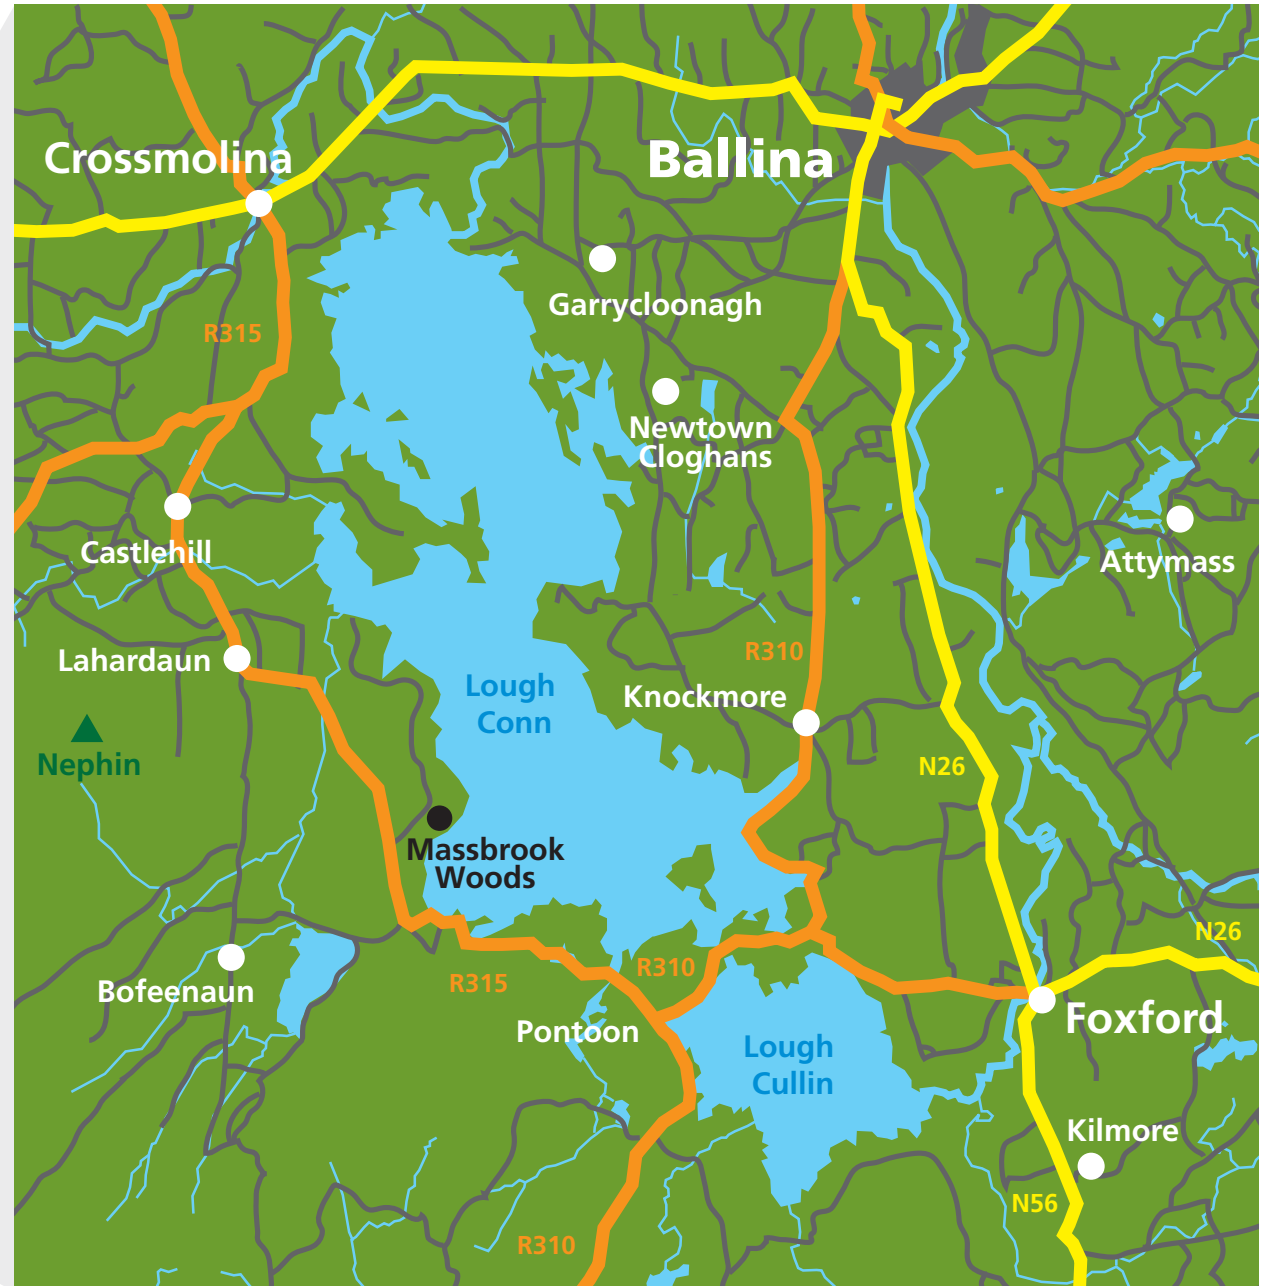 Crossmolina
Ballina
Garrycloonagh
R315
Newtown
Cloghans
Castlehill
Attymass
Lahardaun
R310
Lough
Conn
Knockmore
Nephin
N26
Massbrook
Woods
N26
R310
R315
Bofeenaun
Pontoon
Foxford
Lough
Cullin
Kilmore
N56
R310